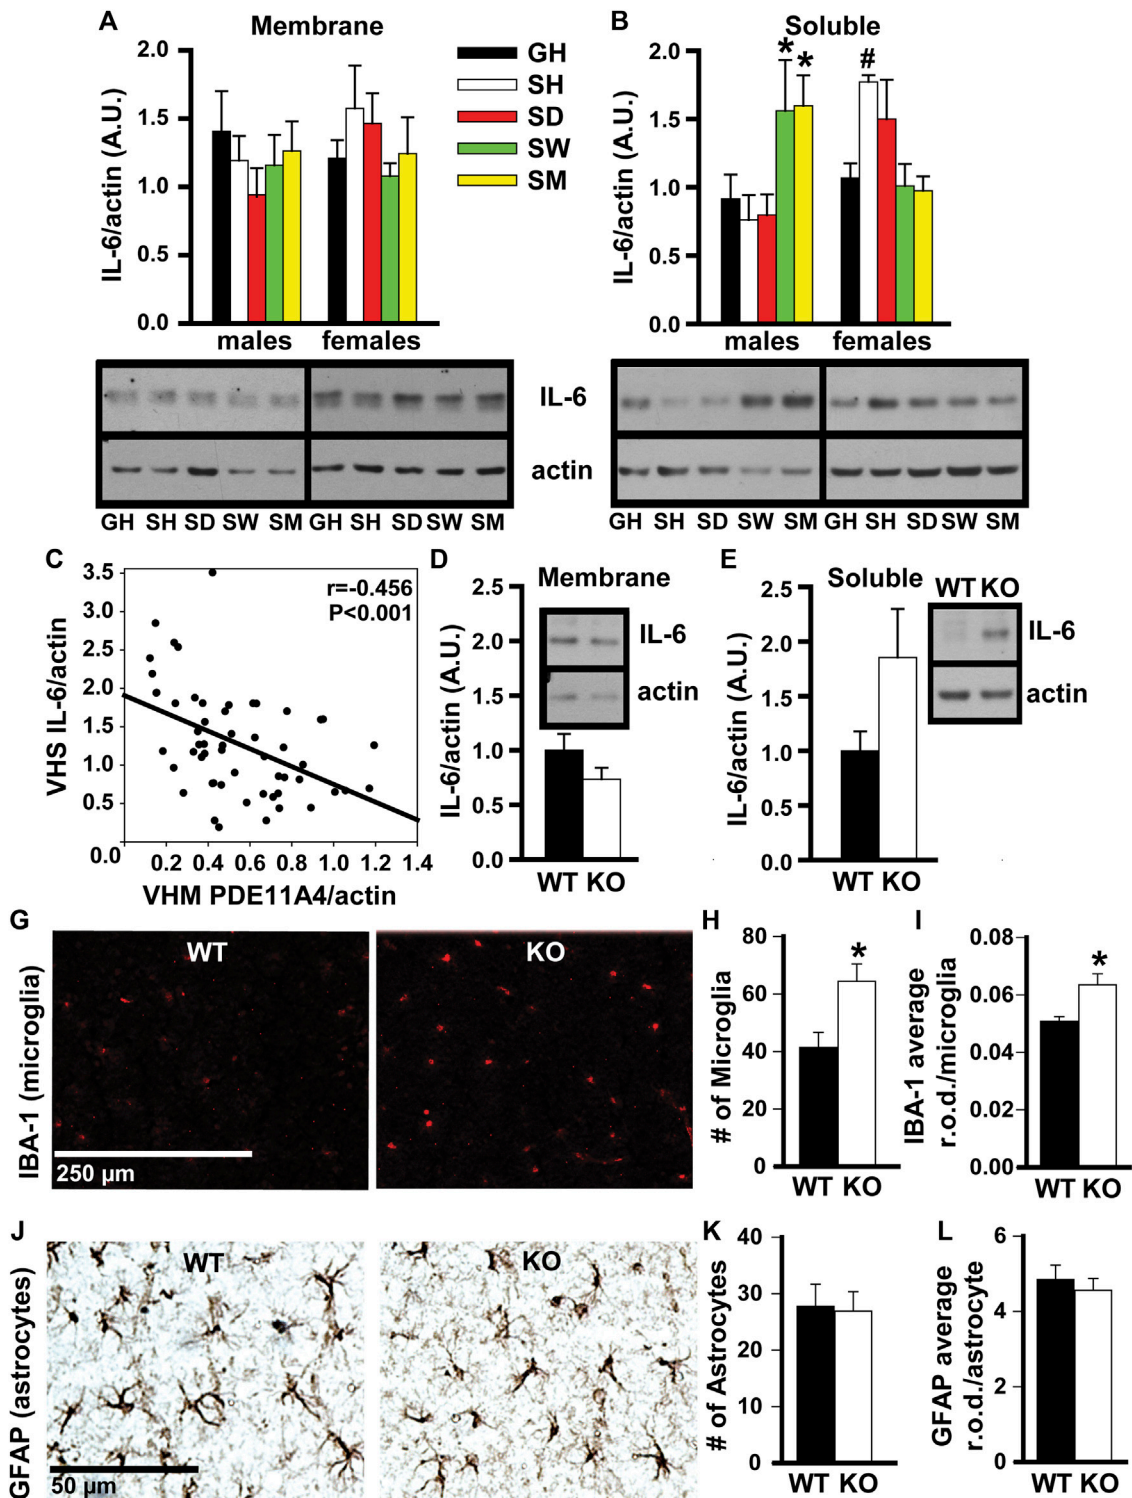 A
Membrane
2.0
1.5
1.0
0.5
0.0
IL-6/actin (A.U.)
males females
GH
SH
SD
SW
SM
B
Soluble
2.0
1.5
1.0
0.5
0.0
IL-6/actin (A.U.)
* * #
males females
IL-6
actin
GH SH SD SW SM GH SH SD SW SM
GH SH SD SW SM GH SH SD SW SM
C
3.5
3.0
2.5
2.0
1.5
1.0
0.5
0.0
VHS IL-6/actin
r=-0.456
P<0.001
0.2 0.4 0.6 0.8 1.0 1.2 1.4
VHM PDE11A4/actin
D
Membrane
2.5
2.0
1.5
1.0
0.5
0.0
IL-6/actin (A.U.)
IL-6
actin
WT KO
E
Soluble
2.5
2.0
1.5
1.0
0.5
0.0
IL-6/actin (A.U.)
WT KO
IL-6
actin
WT KO
G
IBA-1 (microglia)
WT
KO
250 µm
H
80
60
40
20
0
# of Microglia
*
WT KO
I
0.08
0.06
0.04
0.02
0.00
IBA-1 average
r.o.d./microglia
*
WT KO
J
GFAP (astrocytes)
WT
KO
50 µm
K
40
30
20
10
0
# of Astrocytes
WT KO
L
6
4
2
0
GFAP average
r.o.d./astrocyte
WT KO